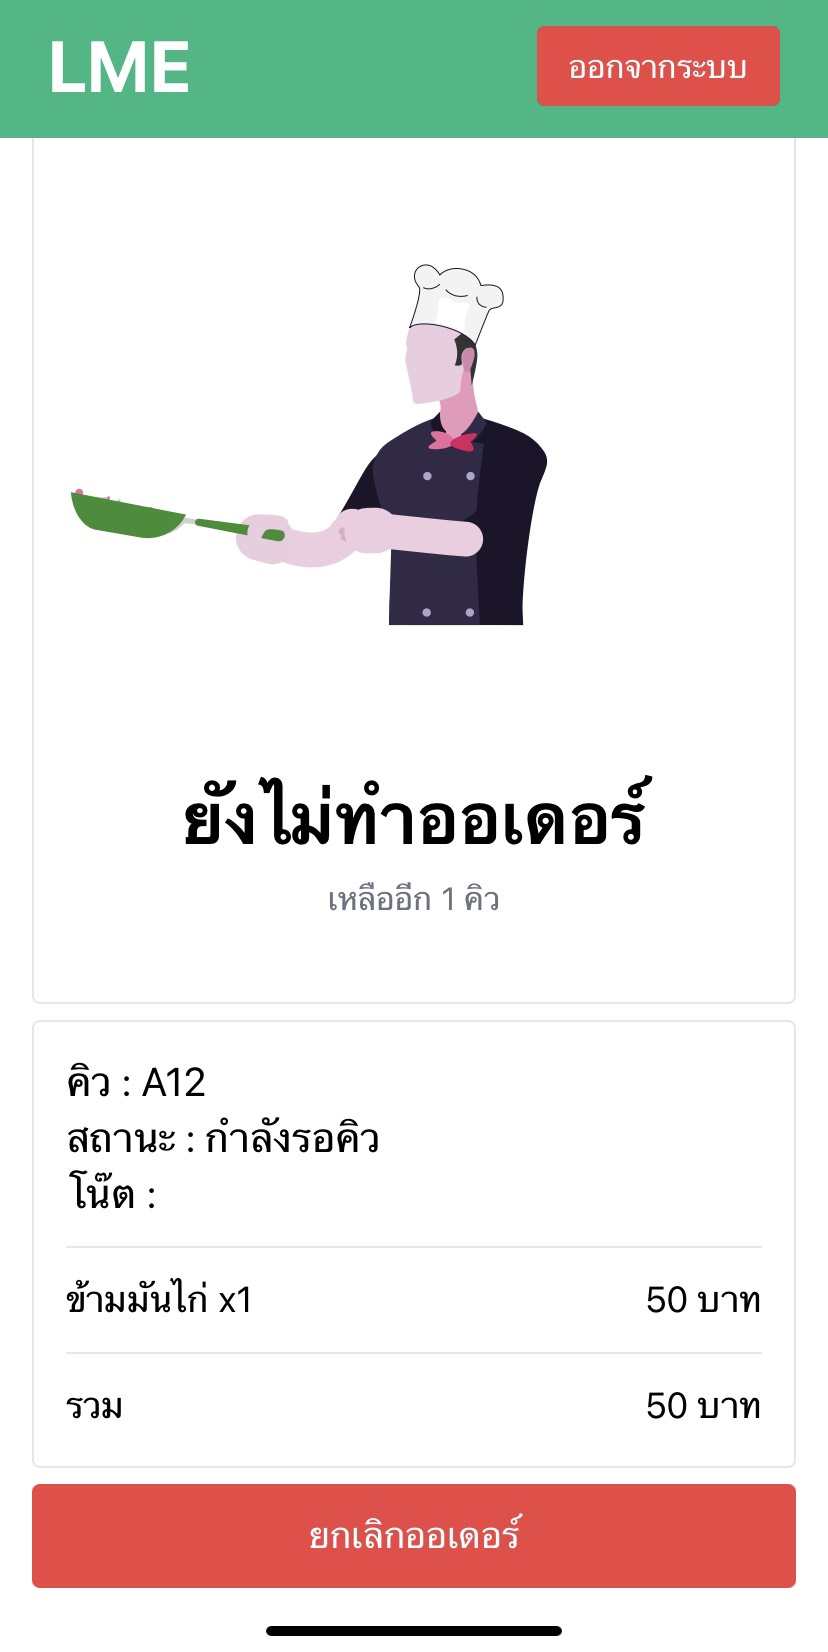 LME
ออกจากระบบ
ยังไม่ทำออเดอร์
เหลืออีก 1 คิว
คิว : A12
สถานะ : กำลังรอคิว
โน๊ต :
ข้ามมันไก่ x1
50 บาท
รวม
50 บาท
ยกเลิกออเดอร์